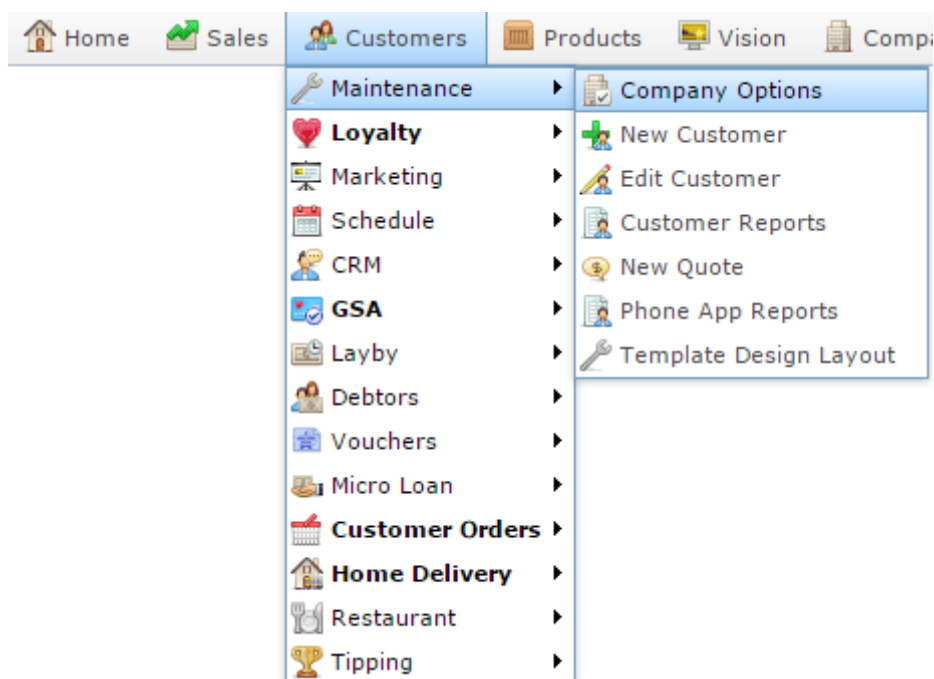 Home Sales Customers Products Vision Compa
Maintenance
Loyalty
Marketing
Schedule
CRM
GSA
Layby
Debtors
Vouchers
Micro Loan
Customer Orders
Home Delivery
Restaurant
Tipping
Company Options
New Customer
Edit Customer
Customer Reports
New Quote
Phone App Reports
Template Design Layout